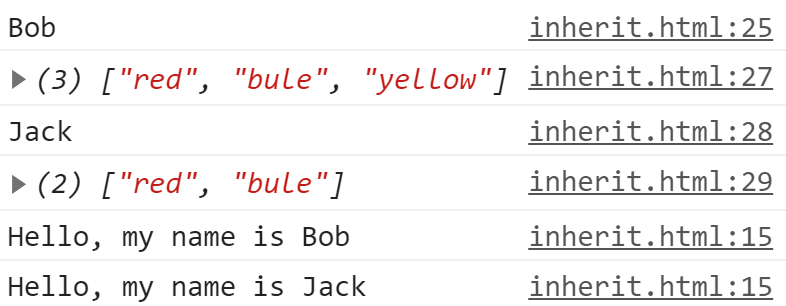 Bob inherit.html:25
(3) ["red", "bule", "yellow"] inherit.html:27
Jack inherit.html:28
(2) ["red", "bule"] inherit.html:29
Hello, my name is Bob inherit.html:15
Hello, my name is Jack inherit.html:15